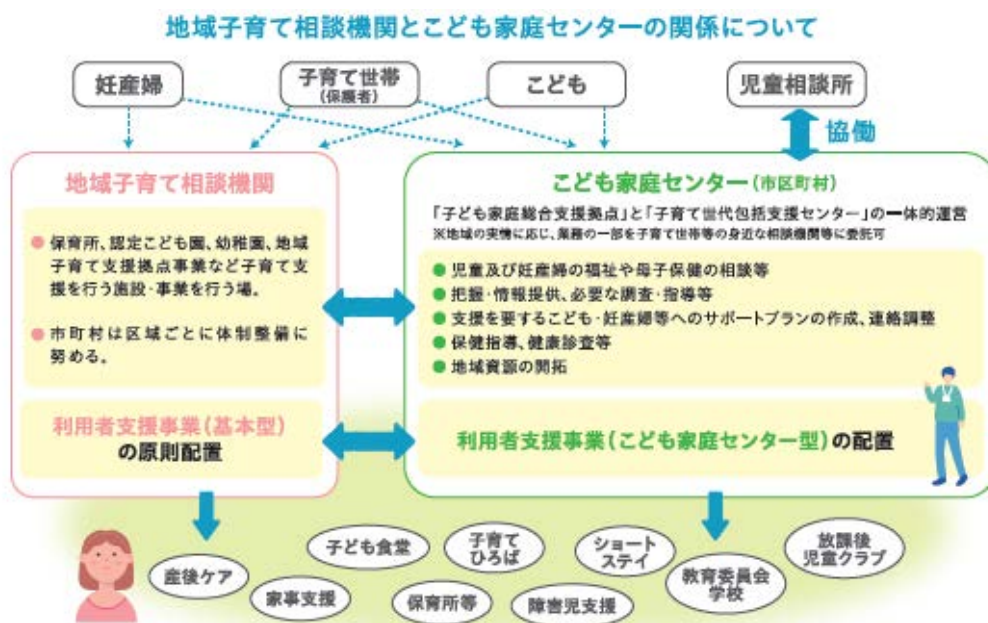 地域子育て相談機関とこども家庭センターの関係について
妊産婦
子育て世帯
(保護者)
こども
児童相談所
協働
地域子育て相談機関
● 保育所、認定こども園、幼稚園、地域
子育て支援拠点事業など子育て支
援を行う施設・事業を行う場。
● 市町村は区域ごとに体制整備に
努める。
利用者支援事業(基本型)
の原則配置
こども家庭センター(市区町村)
「子ども家庭総合支援拠点」と「子育て世代包括支援センター」の一体的運営
※地域の実情に応じ、業務の一部を子育て世帯等の身近な相談機関等に委託可
● 児童及び妊産婦の福祉や母子保健の相談等
● 把握・情報提供、必要な調査・指導等
● 支援を要するこども・妊産婦等へのサポートプランの作成、連絡調整
● 保健指導、健康診査等
● 地域資源の開拓
利用者支援事業(こども家庭センター型)の配置
産後ケア
家事支援
子ども食堂
保育所等
子育て
ひろば
障害児支援
ショート
ステイ
教育委員会
学校
放課後
児童クラブ